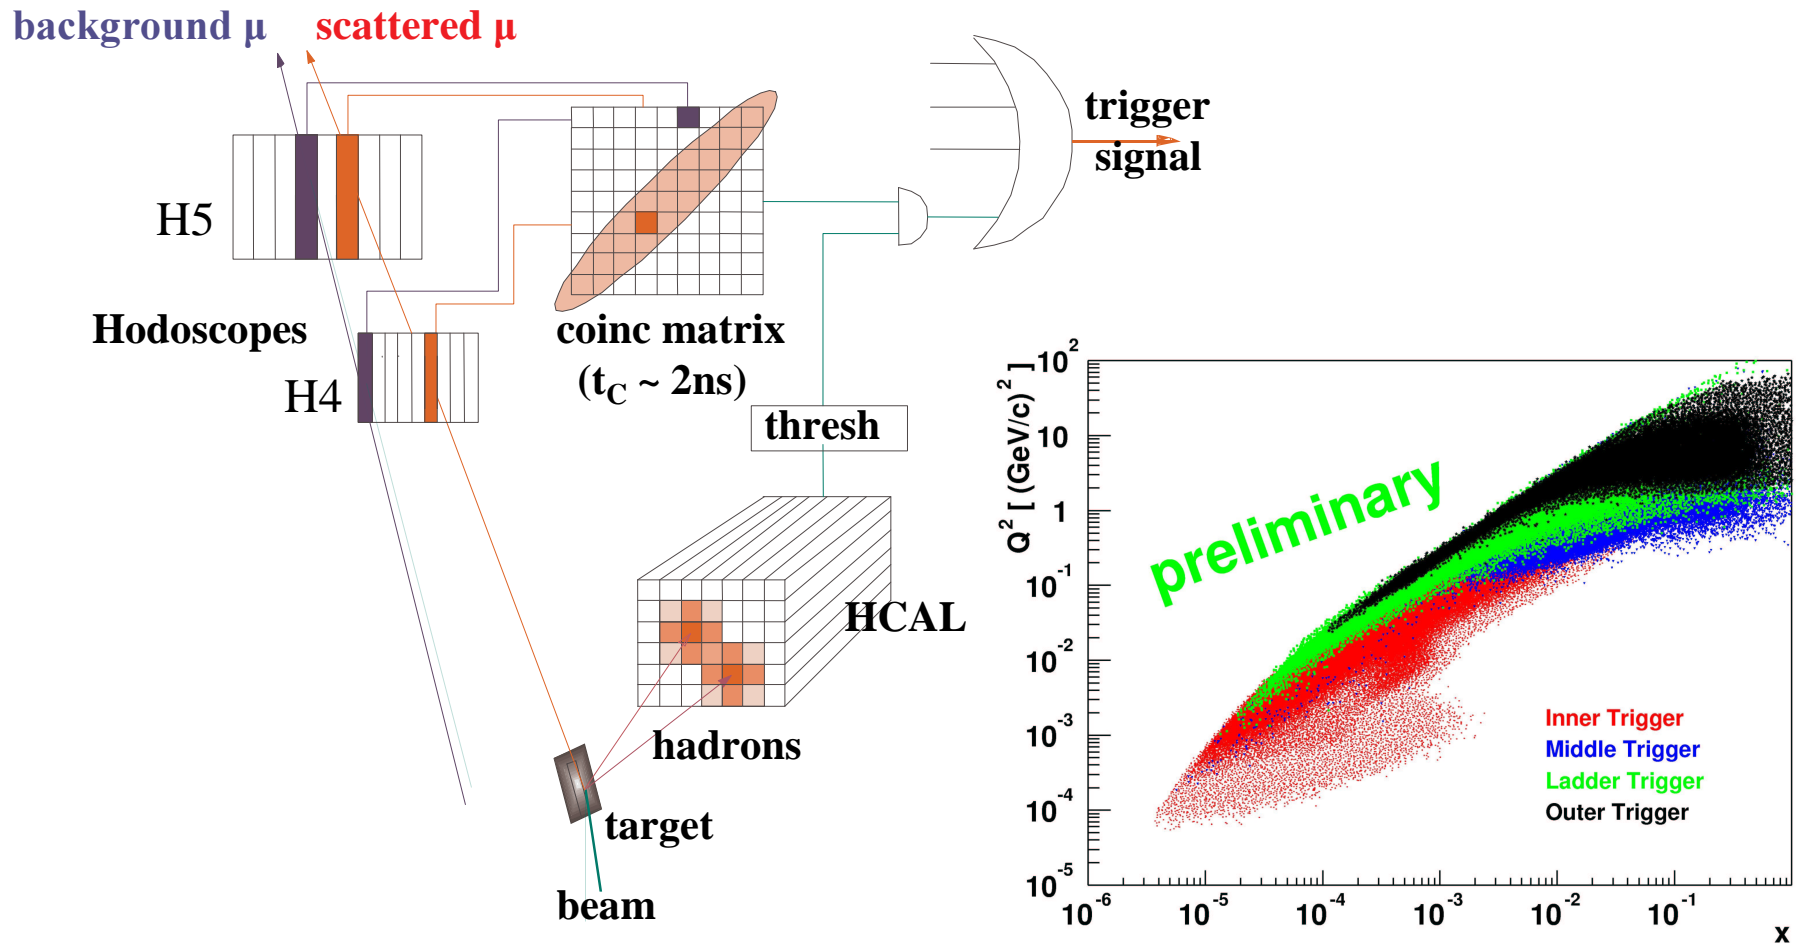 background μ
scattered μ
trigger
signal
H5
Hodoscopes
H4
coinc matrix
(t_C ~ 2ns)
thresh
HCAL
hadrons
target
beam
Q² [ (GeV/c)² ]
10²
10
1
10⁻¹
10⁻²
10⁻³
10⁻⁴
10⁻⁵
preliminary
Inner Trigger
Middle Trigger
Ladder Trigger
Outer Trigger
10⁻⁶ 10⁻⁵ 10⁻⁴ 10⁻³ 10⁻² 10⁻¹
x